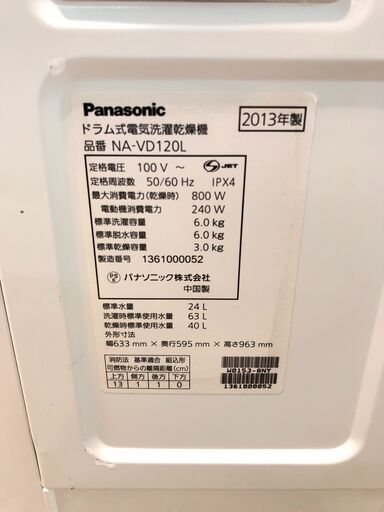 Panasonic
2013年製
ドラム式電気洗濯乾燥機
品番 NA-VD120L
定格電圧 100 V ～ JET
定格周波数 50/60 Hz IPX4
最大消費電力(乾燥時) 800 W
電動機消費電力 240 W
標準洗濯容量 6.0 kg
標準脱水容量 6.0 kg
標準乾燥容量 3.0 kg
製造番号 1361000052
PSE パナソニック株式会社
中国製
標準水量 24 L
洗濯時標準使用水量 63 L
乾燥時標準使用水量 40 L
外形寸法
幅633 mm × 奥行595 mm × 高さ963 mm
消防法 基準適合 組込形
可燃物からの離隔距離(cm)
上方 側方 後方 下方
13 1 1 0
W015J-8NY
1361000052